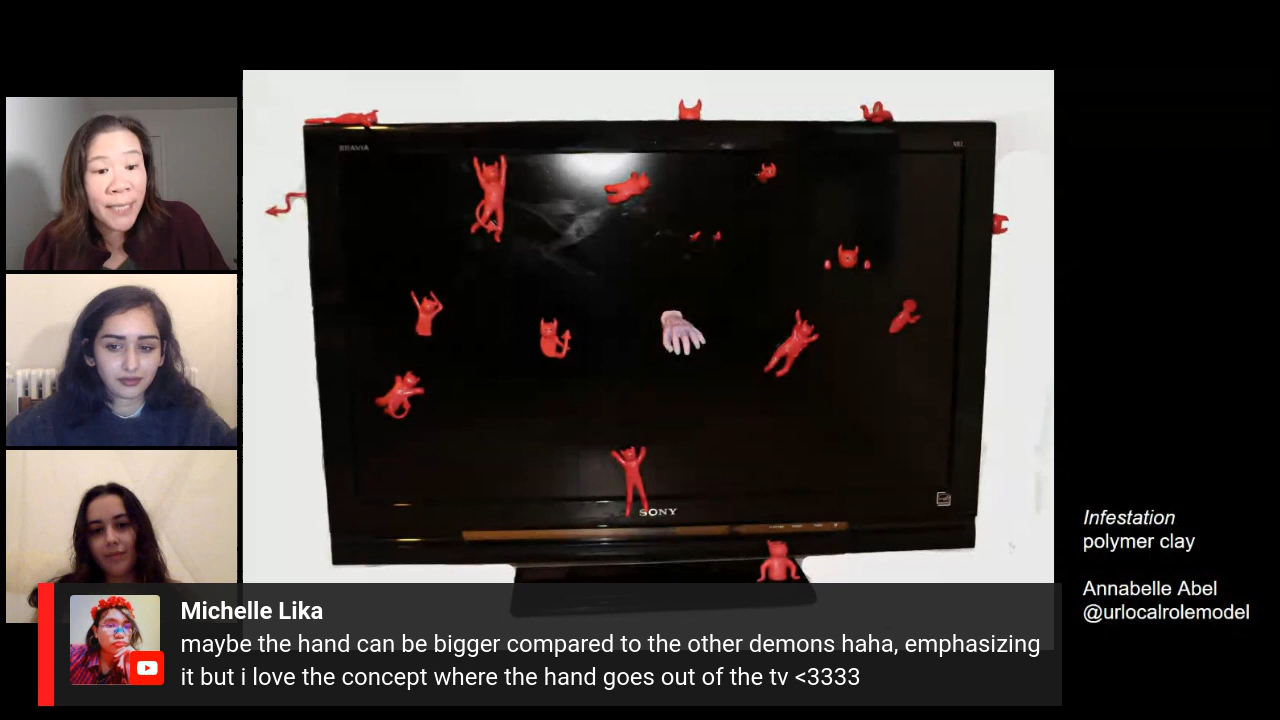 BRAVIA
SONY
Infestation
polymer clay
Annabelle Abel
@urlocalrolemodel
Michelle Lika
maybe the hand can be bigger compared to the other demons haha, emphasizing
it but i love the concept where the hand goes out of the tv <3333